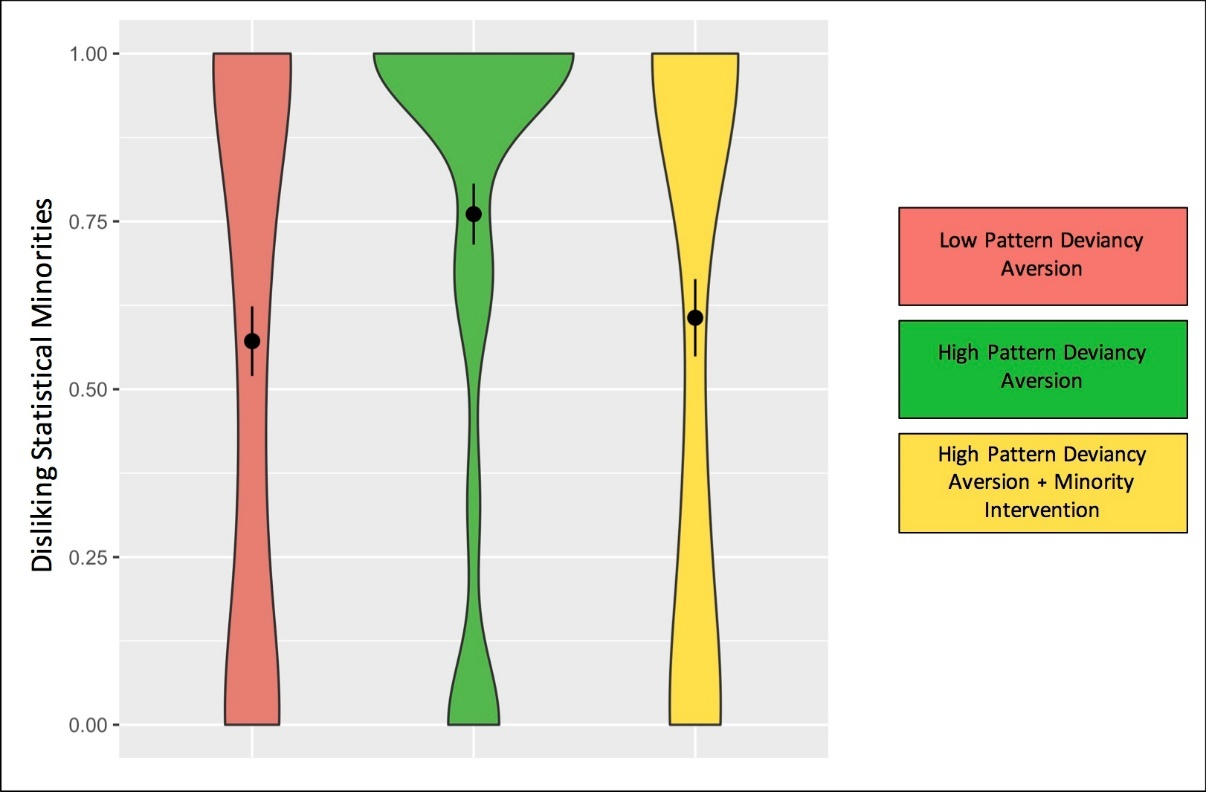 Disliking Statistical Minorities
1.00
0.75
0.50
0.25
0.00
Low Pattern Deviancy
Aversion
High Pattern Deviancy
Aversion
High Pattern Deviancy
Aversion + Minority
Intervention